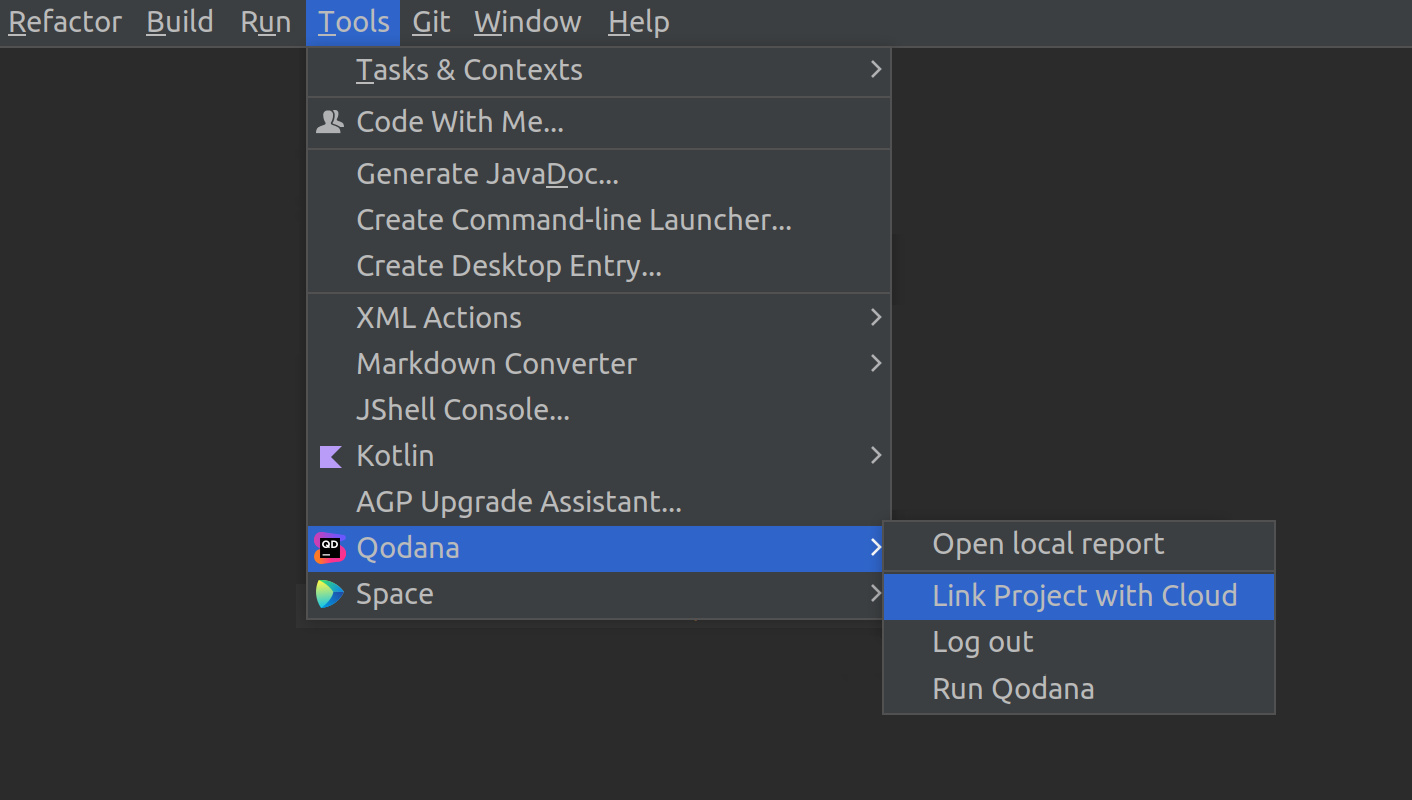 Refactor Build Run Tools Git Window Help
Tasks & Contexts
Code With Me...
Generate JavaDoc...
Create Command-line Launcher...
Create Desktop Entry...
XML Actions
Markdown Converter
JShell Console...
Kotlin
AGP Upgrade Assistant...
QD Qodana
Space
Open local report
Link Project with Cloud
Log out
Run Qodana